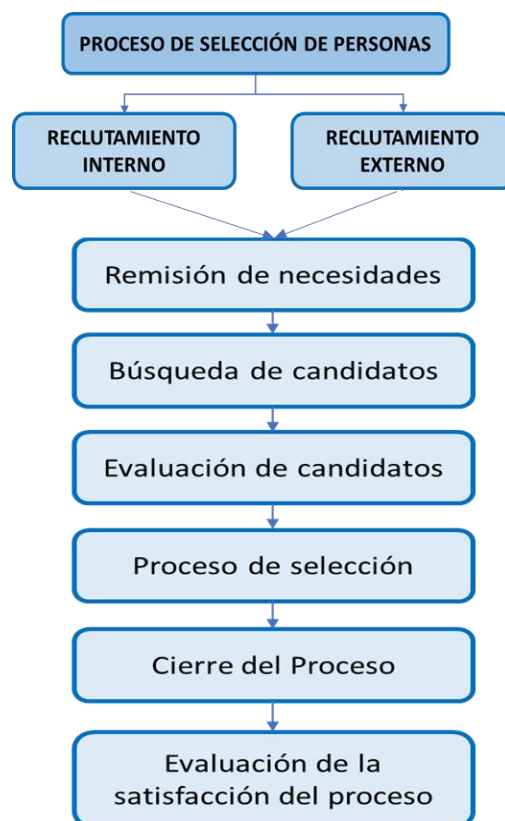 PROCESO DE SELECCIÓN DE PERSONAS
RECLUTAMIENTO
INTERNO
RECLUTAMIENTO
EXTERNO
Remisión de necesidades
Búsqueda de candidatos
Evaluación de candidatos
Proceso de selección
Cierre del Proceso
Evaluación de la
satisfacción del proceso